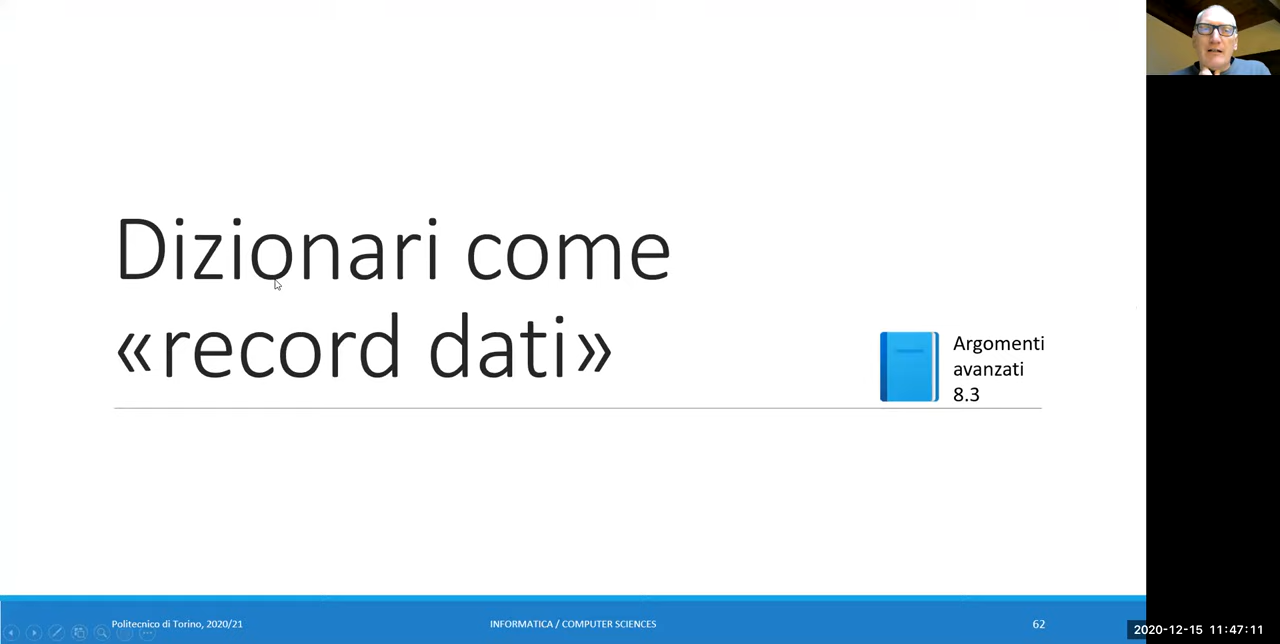 Dizionari come
«record dati»
Argomenti
avanzati
8.3
Politecnico di Torino, 2020/21
INFORMATICA / COMPUTER SCIENCES
62
2020-12-15 11:47:11